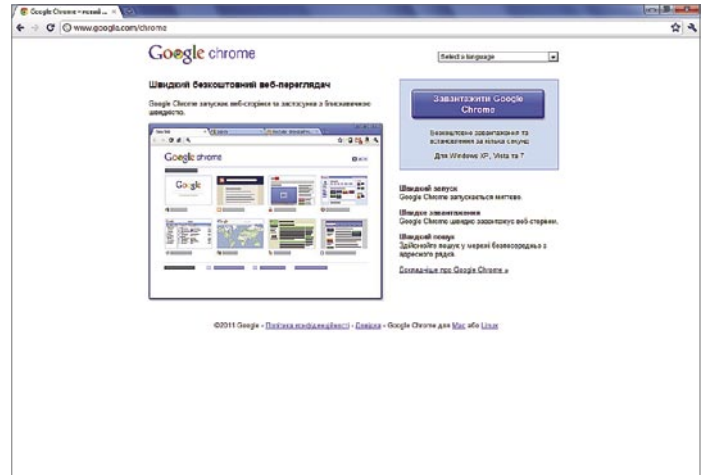 Google Chrome – новий ...
www.google.com/chrome
Google chrome
Select a language
Швидкий безкоштовний веб-переглядач
Google Chrome запускає веб-сторінки та застосунки з блискавичною
швидкістю.
Google chrome
Google
Завантажити Google
Chrome
Безкоштовне завантаження та
встановлення за кілька секунд
Для Windows XP, Vista та 7
Швидкий запуск
Google Chrome запускається миттєво.
Швидке завантаження
Google Chrome швидко завантажує веб-сторінки.
Швидкий пошук
Здійснюйте пошук у мережі безпосередньо з
адресного рядка.
Докладніше про Google Chrome »
©2011 Google - Політика конфіденційності - Довідка - Google Chrome для Mac або Linux